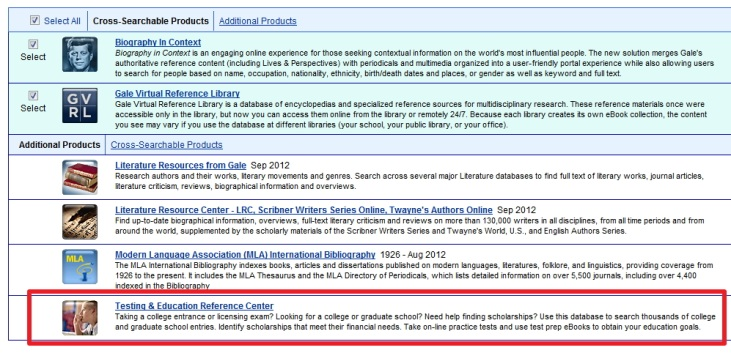 Select All Cross-Searchable Products Additional Products
Biography In Context
Select Biography in Context is an engaging online experience for those seeking contextual information on the world's most influential people. The new solution merges Gale's
authoritative reference content (including Lives & Perspectives) with periodicals and multimedia organized into a user-friendly portal experience while also allowing users
to search for people based on name, occupation, nationality, ethnicity, birth/death dates and places, or gender as well as keyword and full text.
GV
RL
Gale Virtual Reference Library
Select Gale Virtual Reference Library is a database of encyclopedias and specialized reference sources for multidisciplinary research. These reference materials once were
accessible only in the library, but now you can access them online from the library or remotely 24/7. Because each library creates its own eBook collection, the content
you see may vary if you use the database at different libraries (your school, your public library, or your office).
Additional Products Cross-Searchable Products
Literature Resources from Gale Sep 2012
Research authors and their works, literary movements and genres. Search across several major Literature databases to find full text of literary works, journal articles,
literature criticism, reviews, biographical information and overviews.
Literature Resource Center - LRC, Scribner Writers Series Online, Twayne's Authors Online Sep 2012
Find up-to-date biographical information, overviews, full-text literary criticism and reviews on more than 130,000 writers in all disciplines, from all time periods and from
around the world, supplemented by the scholarly materials of the Scribner Writers Series and Twayne's World, U.S., and English Authors Series.
MLA
Modern Language Association (MLA) International Bibliography 1926 - Aug 2012
The MLA International Bibliography indexes books, articles and dissertations published on modern languages, literatures, folklore, and linguistics, providing coverage from
1926 to the present. It includes the MLA Thesaurus and the MLA Directory of Periodicals, which lists detailed information on over 5,500 journals, including over 4,400
indexed in the Bibliography
Testing & Education Reference Center
Taking a college entrance or licensing exam? Looking for a college or graduate school? Need help finding scholarships? Use this database to search thousands of college
and graduate school entries. Identify scholarships that meet their financial needs. Take on-line practice tests and use test prep eBooks to obtain your education goals.